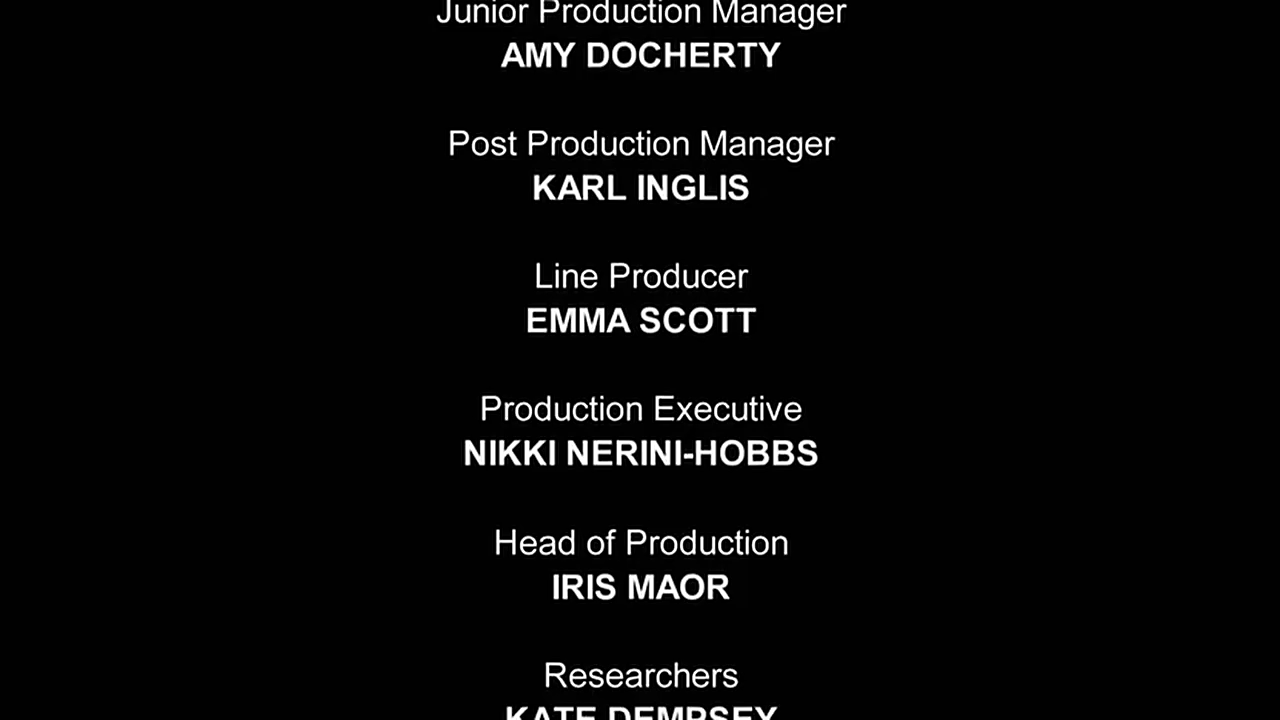 Junior Production Manager
AMY DOCHERTY
Post Production Manager
KARL INGLIS
Line Producer
EMMA SCOTT
Production Executive
NIKKI NERINI-HOBBS
Head of Production
IRIS MAOR
Researchers
KATE DEMPSEY